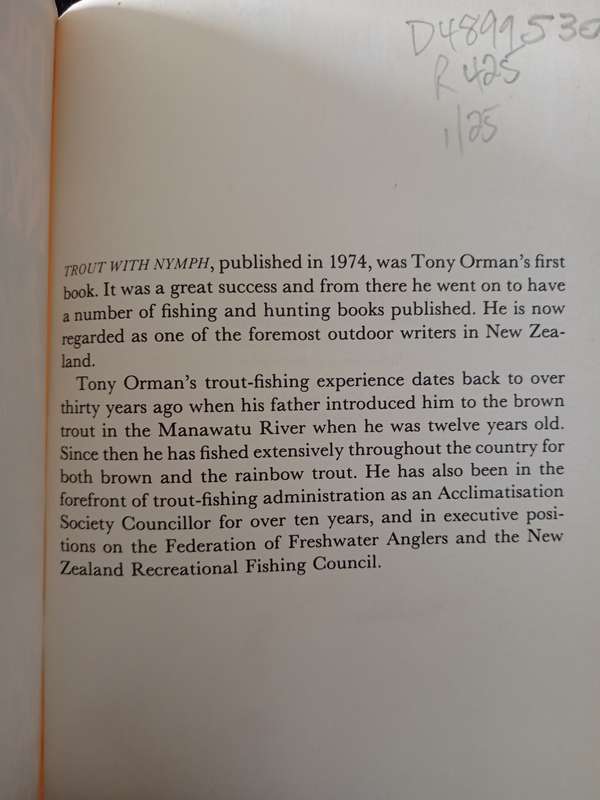 D4899530
R 425
1/25
TROUT WITH NYMPH, published in 1974, was Tony Orman's first
book. It was a great success and from there he went on to have
a number of fishing and hunting books published. He is now
regarded as one of the foremost outdoor writers in New Zea-
land.
Tony Orman's trout-fishing experience dates back to over
thirty years ago when his father introduced him to the brown
trout in the Manawatu River when he was twelve years old.
Since then he has fished extensively throughout the country for
both brown and the rainbow trout. He has also been in the
forefront of trout-fishing administration as an Acclimatisation
Society Councillor for over ten years, and in executive posi-
tions on the Federation of Freshwater Anglers and the New
Zealand Recreational Fishing Council.